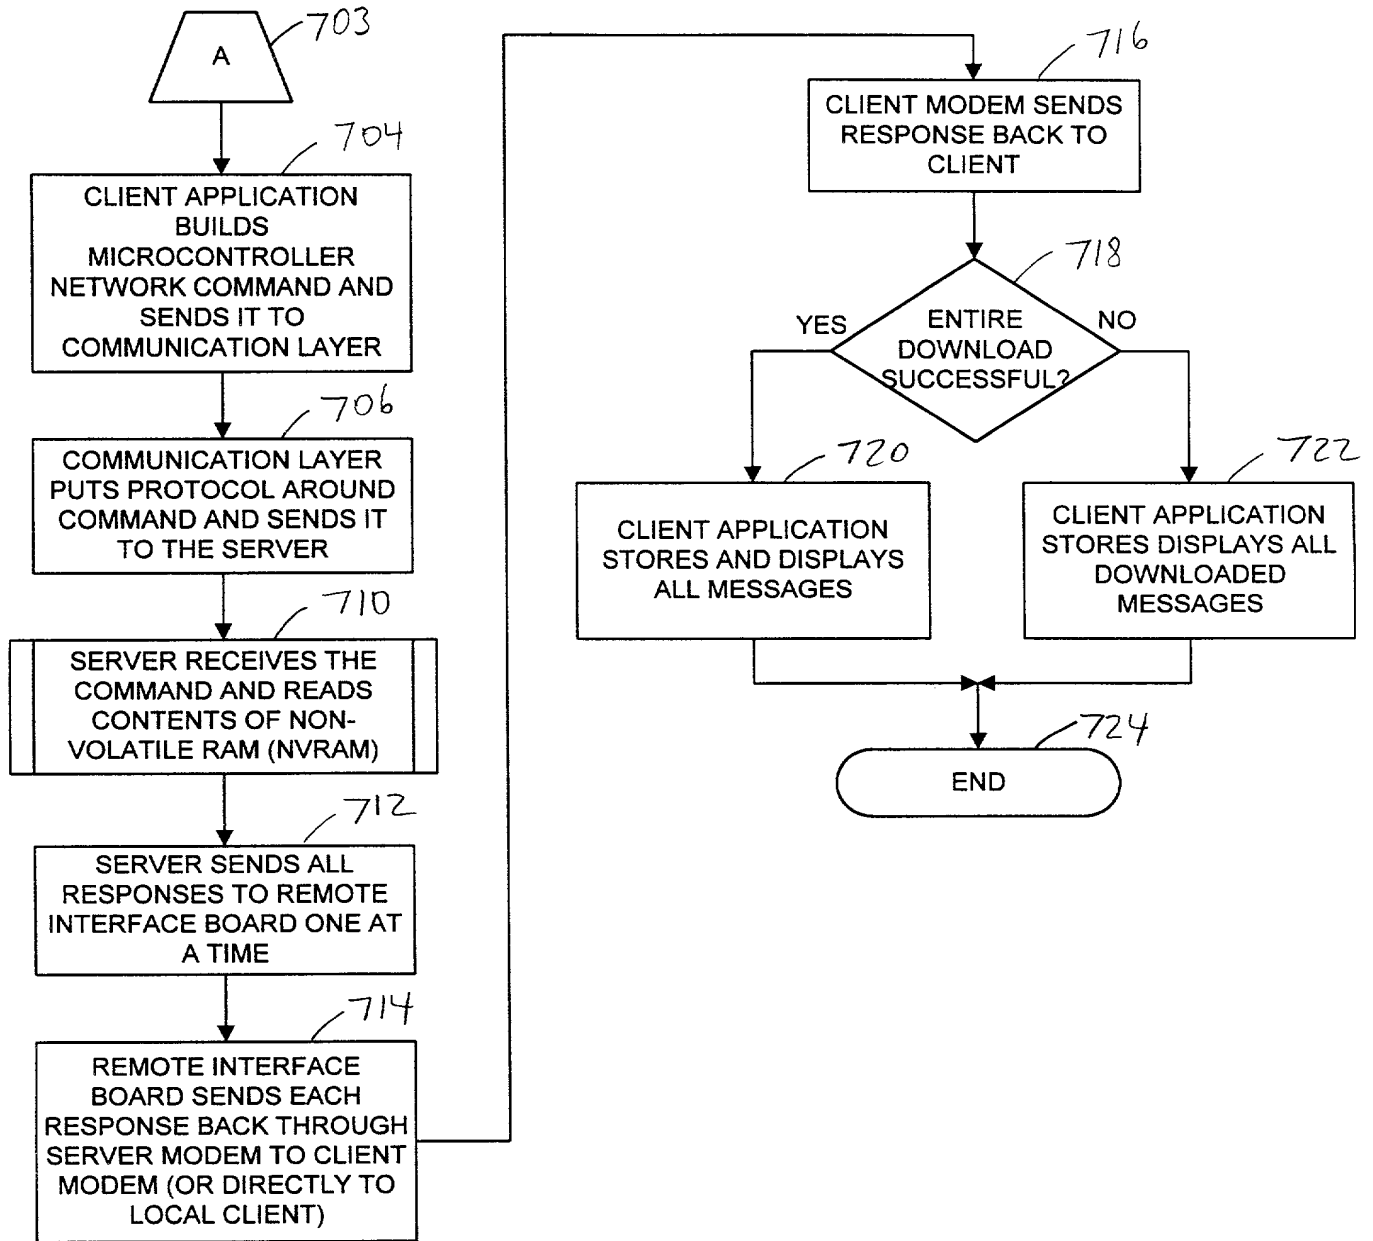 703
A
704
CLIENT APPLICATION
BUILDS
MICROCONTROLLER
NETWORK COMMAND AND
SENDS IT TO
COMMUNICATION LAYER
706
COMMUNICATION LAYER
PUTS PROTOCOL AROUND
COMMAND AND SENDS IT
TO THE SERVER
710
SERVER RECEIVES THE
COMMAND AND READS
CONTENTS OF NON-
VOLATILE RAM (NVRAM)
712
SERVER SENDS ALL
RESPONSES TO REMOTE
INTERFACE BOARD ONE AT
A TIME
714
REMOTE INTERFACE
BOARD SENDS EACH
RESPONSE BACK THROUGH
SERVER MODEM TO CLIENT
MODEM (OR DIRECTLY TO
LOCAL CLIENT)
716
CLIENT MODEM SENDS
RESPONSE BACK TO
CLIENT
718
YES
ENTIRE
DOWNLOAD
SUCCESSFUL?
NO
720
CLIENT APPLICATION
STORES AND DISPLAYS
ALL MESSAGES
722
CLIENT APPLICATION
STORES DISPLAYS ALL
DOWNLOADED
MESSAGES
724
END